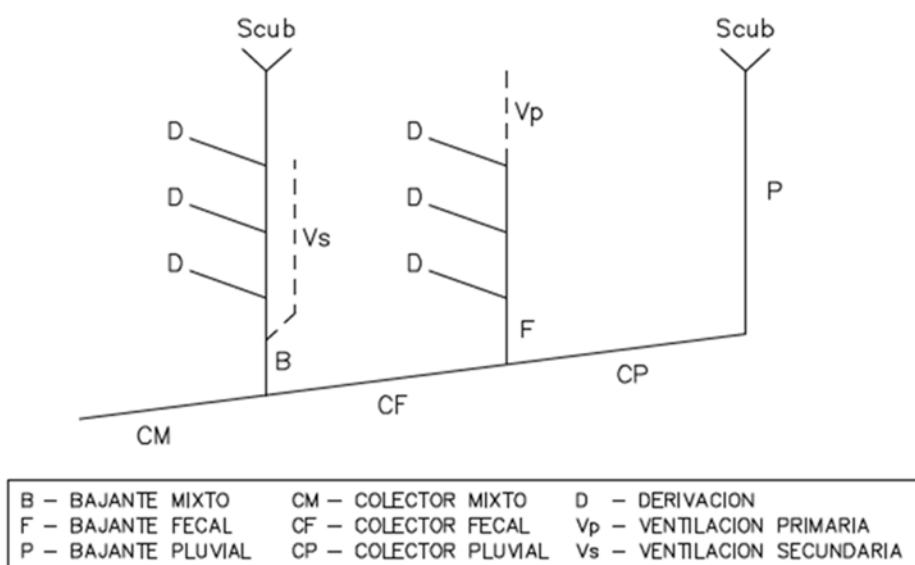 Scub Scub
Vp
D D
P
D D
Vs
D D
F
B
CP
CF
CM
B – BAJANTE MIXTO CM – COLECTOR MIXTO D – DERIVACION
F – BAJANTE FECAL CF – COLECTOR FECAL Vp – VENTILACION PRIMARIA
P – BAJANTE PLUVIAL CP – COLECTOR PLUVIAL Vs – VENTILACION SECUNDARIA